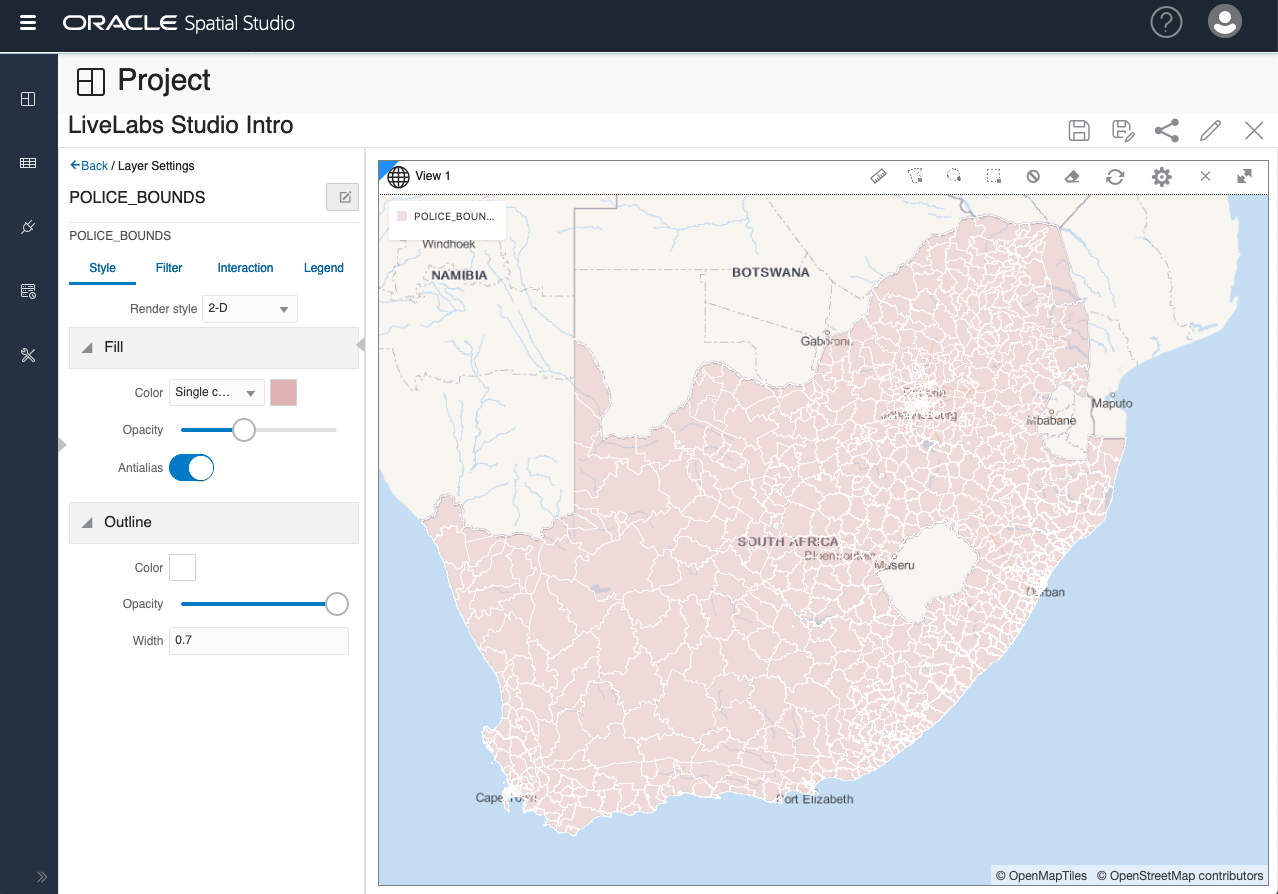 ORACLE Spatial Studio
Project
LiveLabs Studio Intro
Back / Layer Settings
POLICE_BOUNDS
POLICE_BOUNDS
Style Filter Interaction Legend
Render style 2-D
Fill
Color Single c...
Opacity
Antialias
Outline
Color
Opacity
Width 0.7
View 1
POLICE_BOUN...
Windhoek
NAMIBIA
BOTSWANA
Gaborone
Maputo
Mbabane
Johannesburg
SOUTH AFRICA
Bloemfontein
Maseru
Durban
Cape Town
Port Elizabeth
© OpenMapTiles © OpenStreetMap contributors